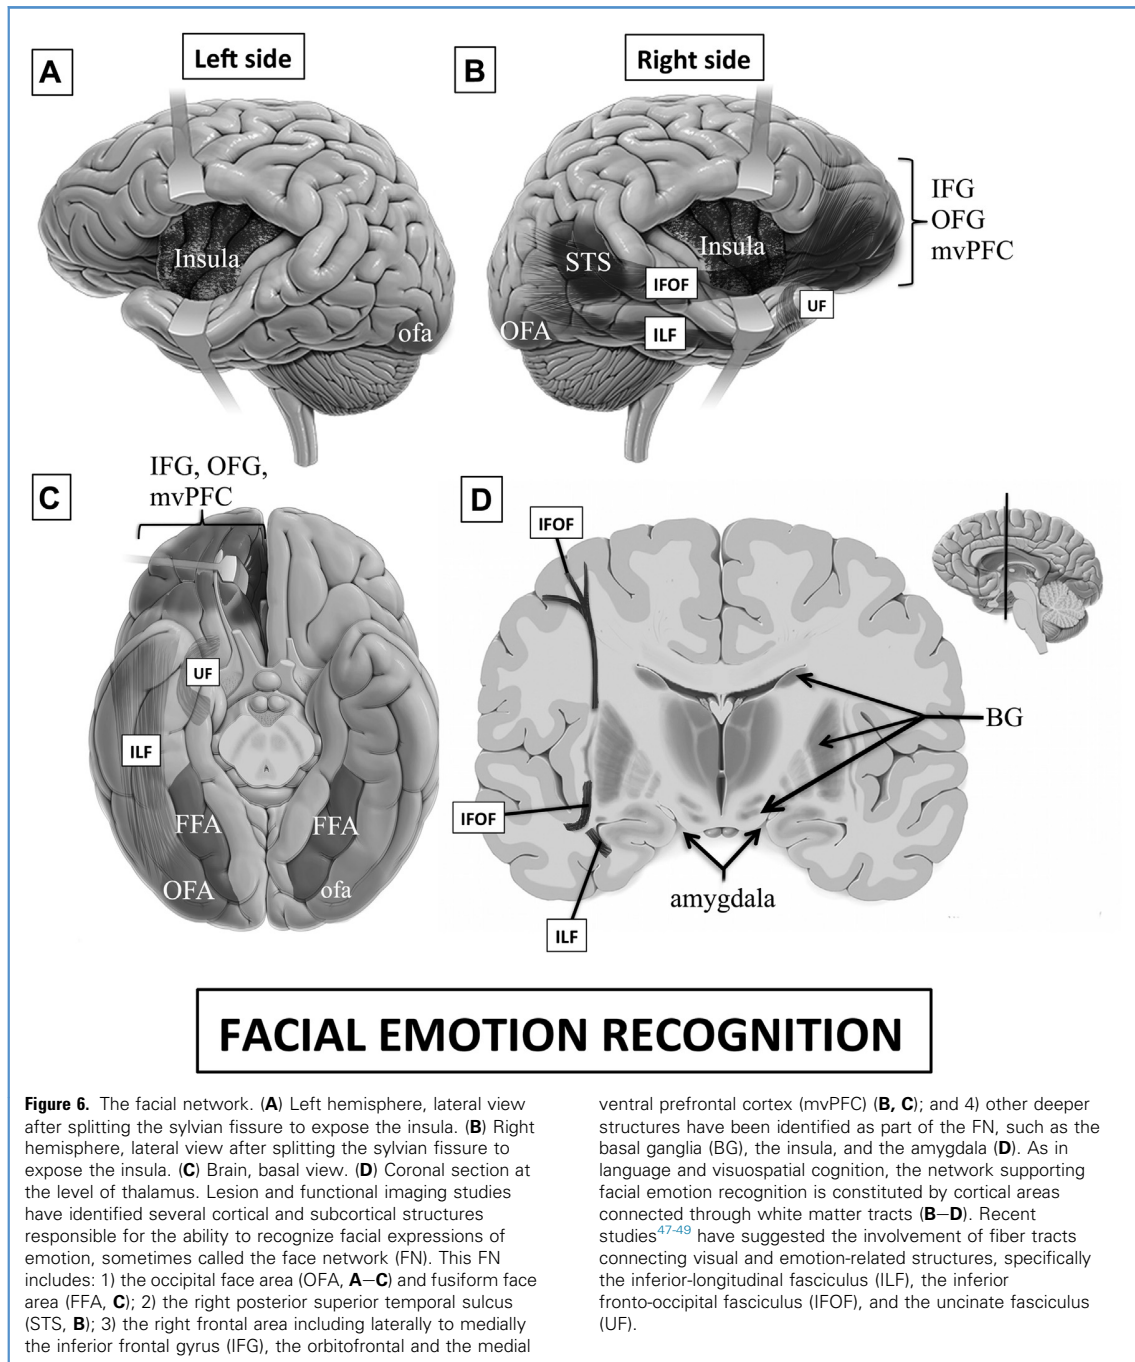 A
Left side
Insula
ofa
B
Right side
STS
Insula
IFOF
ILF
OFA
UF
IFG
OFG
mvPFC
C
IFG, OFG,
mvPFC
UF
ILF
FFA
FFA
OFA
ofa
D
IFOF
BG
IFOF
amygdala
ILF
FACIAL EMOTION RECOGNITION
Figure 6. The facial network. (A) Left hemisphere, lateral view
after splitting the sylvian fissure to expose the insula. (B) Right
hemisphere, lateral view after splitting the sylvian fissure to
expose the insula. (C) Brain, basal view. (D) Coronal section at
the level of thalamus. Lesion and functional imaging studies
have identified several cortical and subcortical structures
responsible for the ability to recognize facial expressions of
emotion, sometimes called the face network (FN). This FN
includes: 1) the occipital face area (OFA, A–C) and fusiform face
area (FFA, C); 2) the right posterior superior temporal sulcus
(STS, B); 3) the right frontal area including laterally to medially
the inferior frontal gyrus (IFG), the orbitofrontal and the medial
ventral prefrontal cortex (mvPFC) (B, C); and 4) other deeper
structures have been identified as part of the FN, such as the
basal ganglia (BG), the insula, and the amygdala (D). As in
language and visuospatial cognition, the network supporting
facial emotion recognition is constituted by cortical areas
connected through white matter tracts (B–D). Recent
studies47-49 have suggested the involvement of fiber tracts
connecting visual and emotion-related structures, specifically
the inferior-longitudinal fasciculus (ILF), the inferior
fronto-occipital fasciculus (IFOF), and the uncinate fasciculus
(UF).